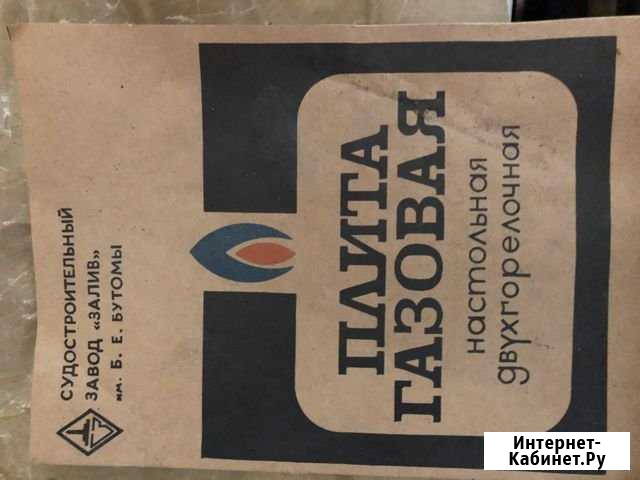 СУДОСТРОИТЕЛЬНЫЙ
ЗАВОД «ЗАЛИВ»
им. Б. Е. БУТОМЫ
ПЛИТА
ГАЗОВАЯ
настольная
двухгорелочная
Интернет-
Кабинет.Ру